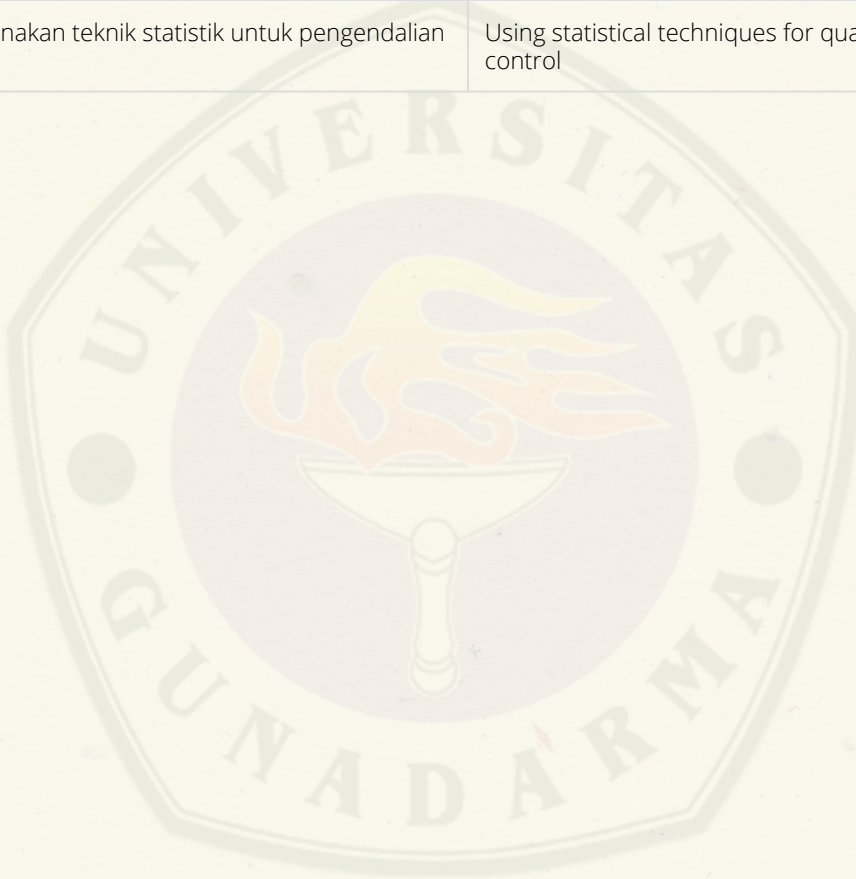 nakan teknik statistik untuk pengendalian
Using statistical techniques for qua
control
UNIVERSITAS
GUNADARMA